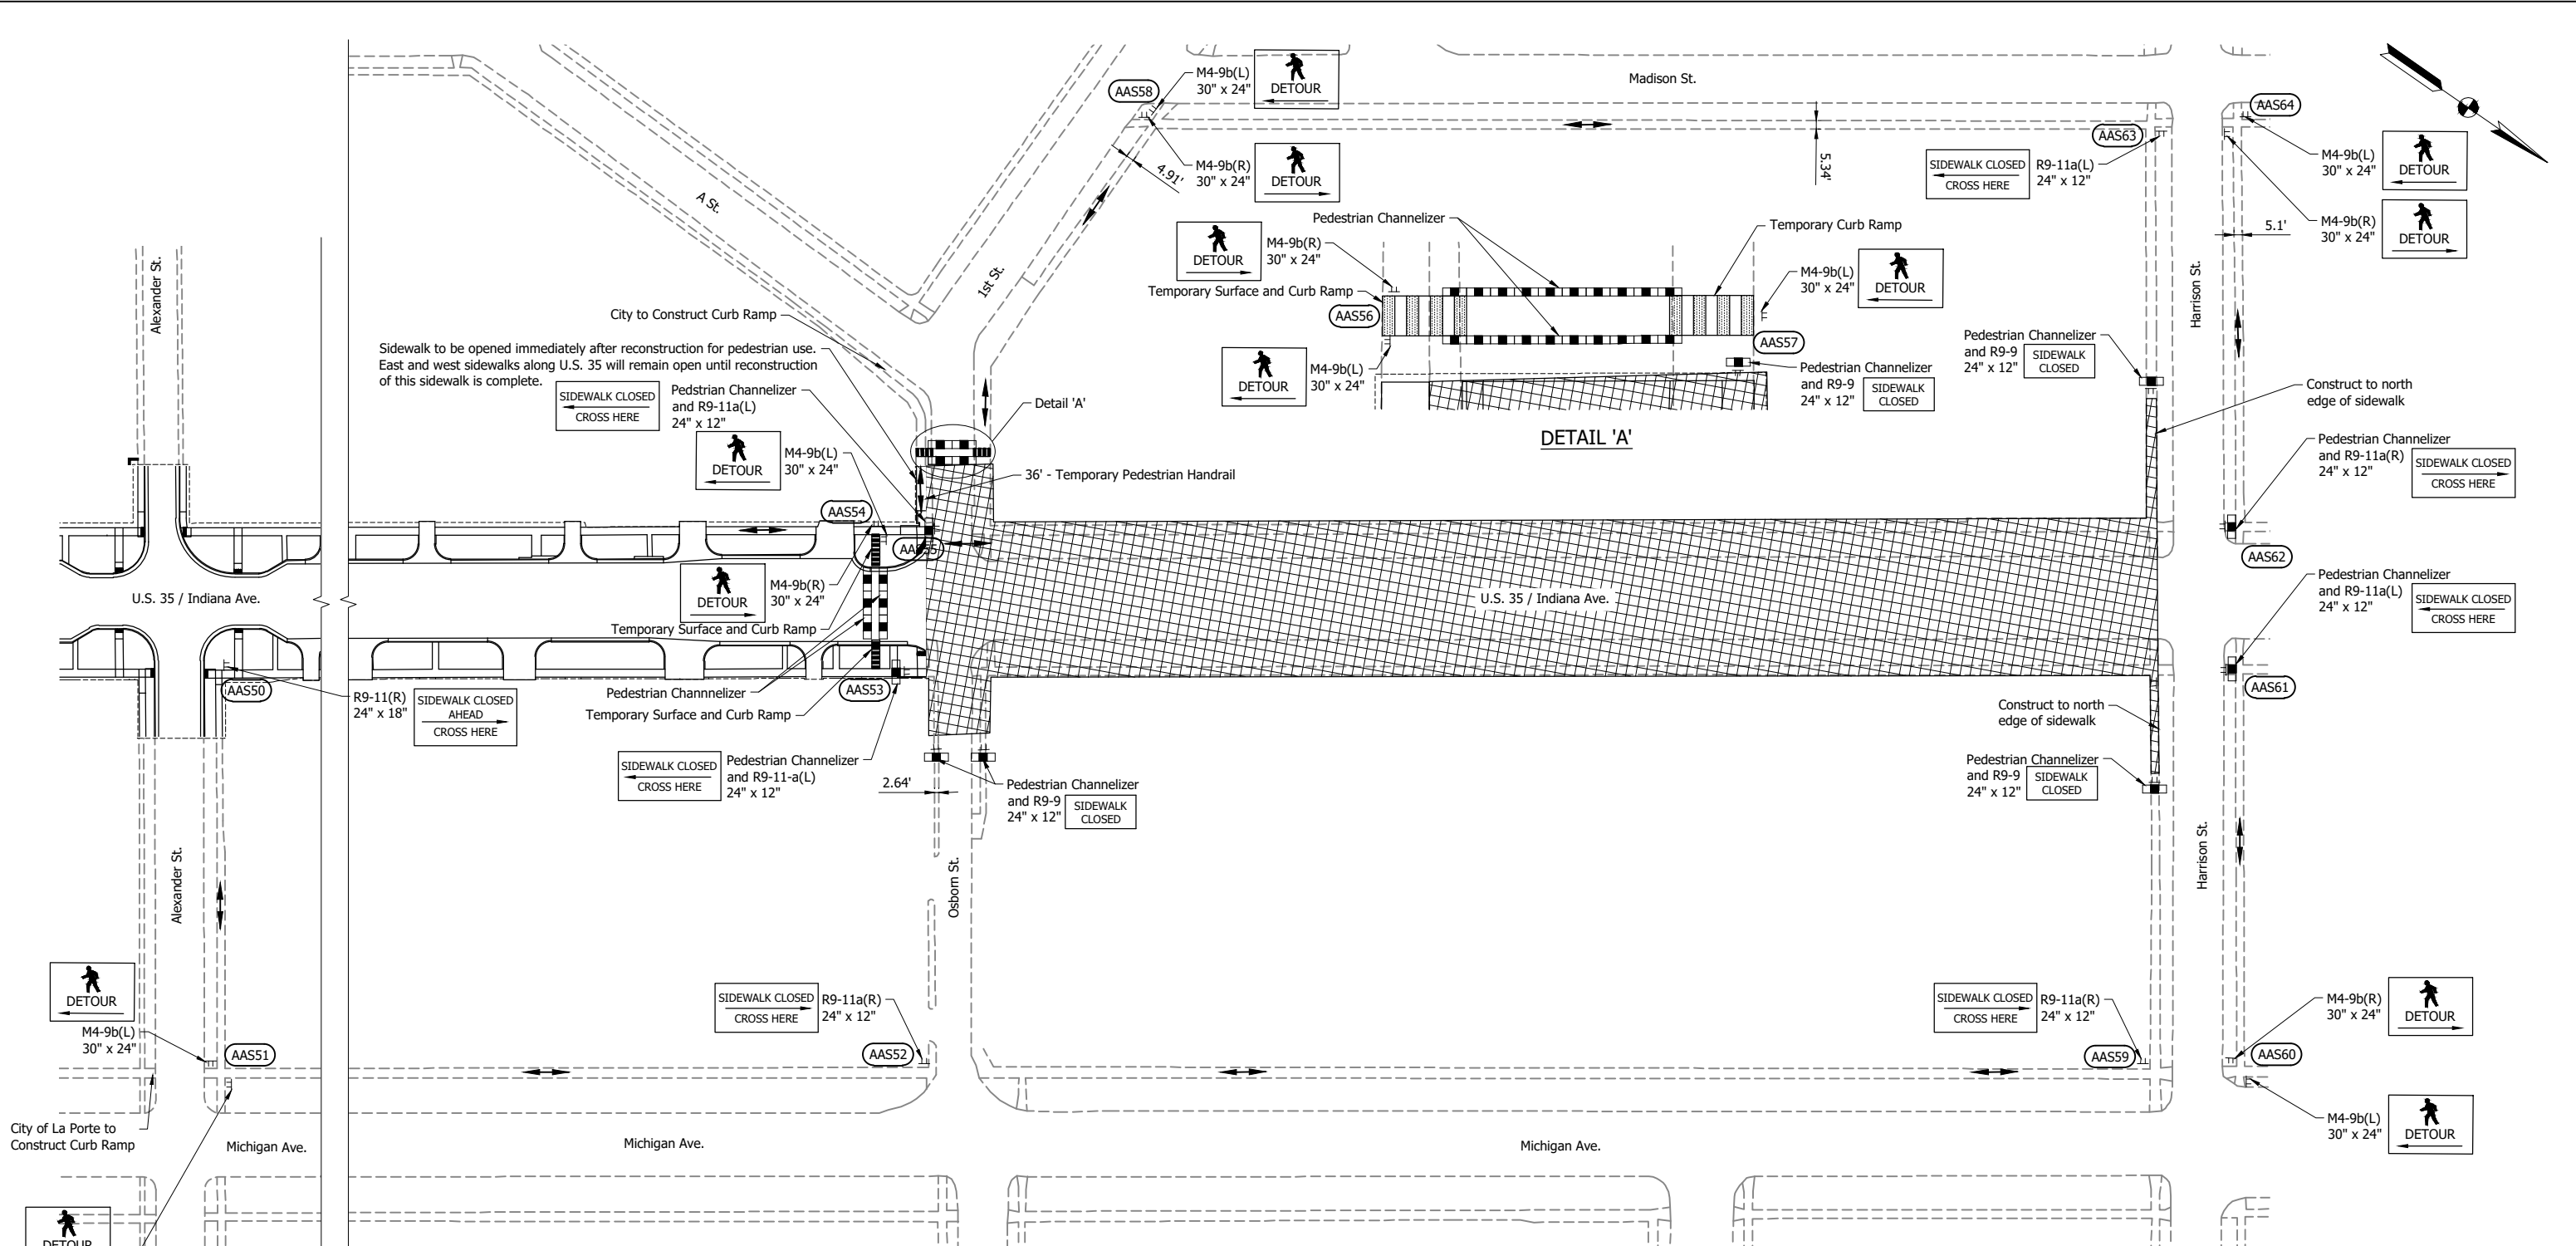 Madison St.
AAS58
M4-9b(L)
30" x 24"
DETOUR
M4-9b(R)
30" x 24"
DETOUR
4.91'
5.34'
AAS63
SIDEWALK CLOSED
CROSS HERE
R9-11a(L)
24" x 12"
AAS64
M4-9b(L)
30" x 24"
DETOUR
M4-9b(R)
30" x 24"
DETOUR
5.1'
A St.
1st St.
Alexander St.
Harrison St.
Pedestrian Channelizer
Temporary Curb Ramp
DETOUR
M4-9b(R)
30" x 24"
Temporary Surface and Curb Ramp
AAS56
M4-9b(L)
30" x 24"
DETOUR
AAS57
DETOUR
M4-9b(L)
30" x 24"
Pedestrian Channelizer
and R9-9
24" x 12"
SIDEWALK
CLOSED
DETAIL 'A'
Pedestrian Channelizer
and R9-9
24" x 12"
SIDEWALK
CLOSED
Construct to north
edge of sidewalk
City to Construct Curb Ramp
Sidewalk to be opened immediately after reconstruction for pedestrian use.
East and west sidewalks along U.S. 35 will remain open until reconstruction
of this sidewalk is complete.
SIDEWALK CLOSED
CROSS HERE
Pedstrian Channelizer
and R9-11a(L)
24" x 12"
Detail 'A'
DETOUR
M4-9b(L)
30" x 24"
36' - Temporary Pedestrian Handrail
AAS54
AAS55
Pedestrian Channelizer
and R9-11a(R)
24" x 12"
SIDEWALK CLOSED
CROSS HERE
AAS62
DETOUR
M4-9b(R)
30" x 24"
Temporary Surface and Curb Ramp
U.S. 35 / Indiana Ave.
U.S. 35 / Indiana Ave.
Pedestrian Channelizer
and R9-11a(L)
24" x 12"
SIDEWALK CLOSED
CROSS HERE
AAS61
AAS50
R9-11(R)
24" x 18"
SIDEWALK CLOSED
AHEAD
CROSS HERE
Pedestrian Channnelizer
Temporary Surface and Curb Ramp
AAS53
SIDEWALK CLOSED
CROSS HERE
Pedestrian Channelizer
and R9-11-a(L)
24" x 12"
2.64'
Pedestrian Channelizer
and R9-9
24" x 12"
SIDEWALK
CLOSED
Construct to north
edge of sidewalk
Pedestrian Channelizer
and R9-9
24" x 12"
SIDEWALK
CLOSED
Alexander St.
Osborn St.
Harrison St.
DETOUR
M4-9b(L)
30" x 24"
AAS51
SIDEWALK CLOSED
CROSS HERE
R9-11a(R)
24" x 12"
AAS52
SIDEWALK CLOSED
CROSS HERE
R9-11a(R)
24" x 12"
AAS59
AAS60
M4-9b(R)
30" x 24"
DETOUR
M4-9b(L)
30" x 24"
DETOUR
City of La Porte to
Construct Curb Ramp
Michigan Ave.
Michigan Ave.
Michigan Ave.
DETOUR